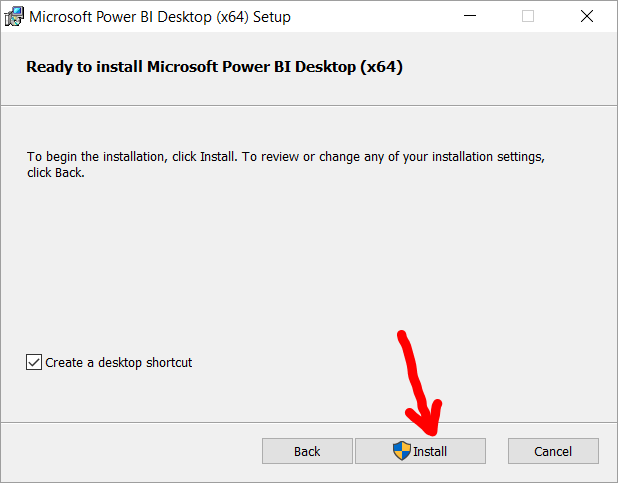 Microsoft Power BI Desktop (x64) Setup
Ready to install Microsoft Power BI Desktop (x64)
To begin the installation, click Install. To review or change any of your installation settings,
click Back.
Create a desktop shortcut
Back
Install
Cancel